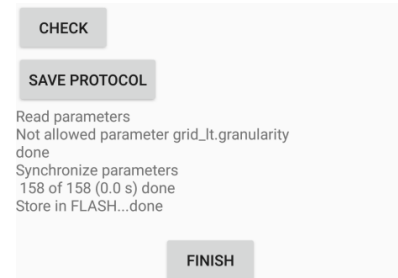 CHECK
SAVE PROTOCOL
Read parameters
Not allowed parameter grid_lt.granularity
done
Synchronize parameters
158 of 158 (0.0 s) done
Store in FLASH...done
FINISH